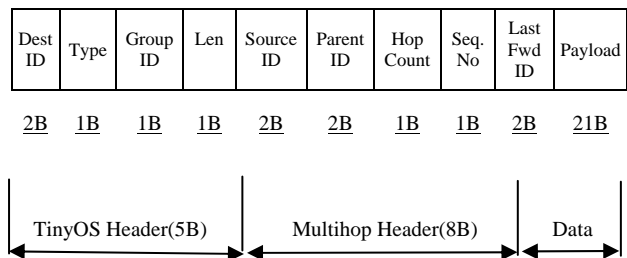 Dest ID Type Group ID Len Source ID Parent ID Hop Count Seq. No Last Fwd ID Payload
2B 1B 1B 1B 2B 2B 1B 1B 2B 21B
TinyOS Header(5B) Multihop Header(8B) Data